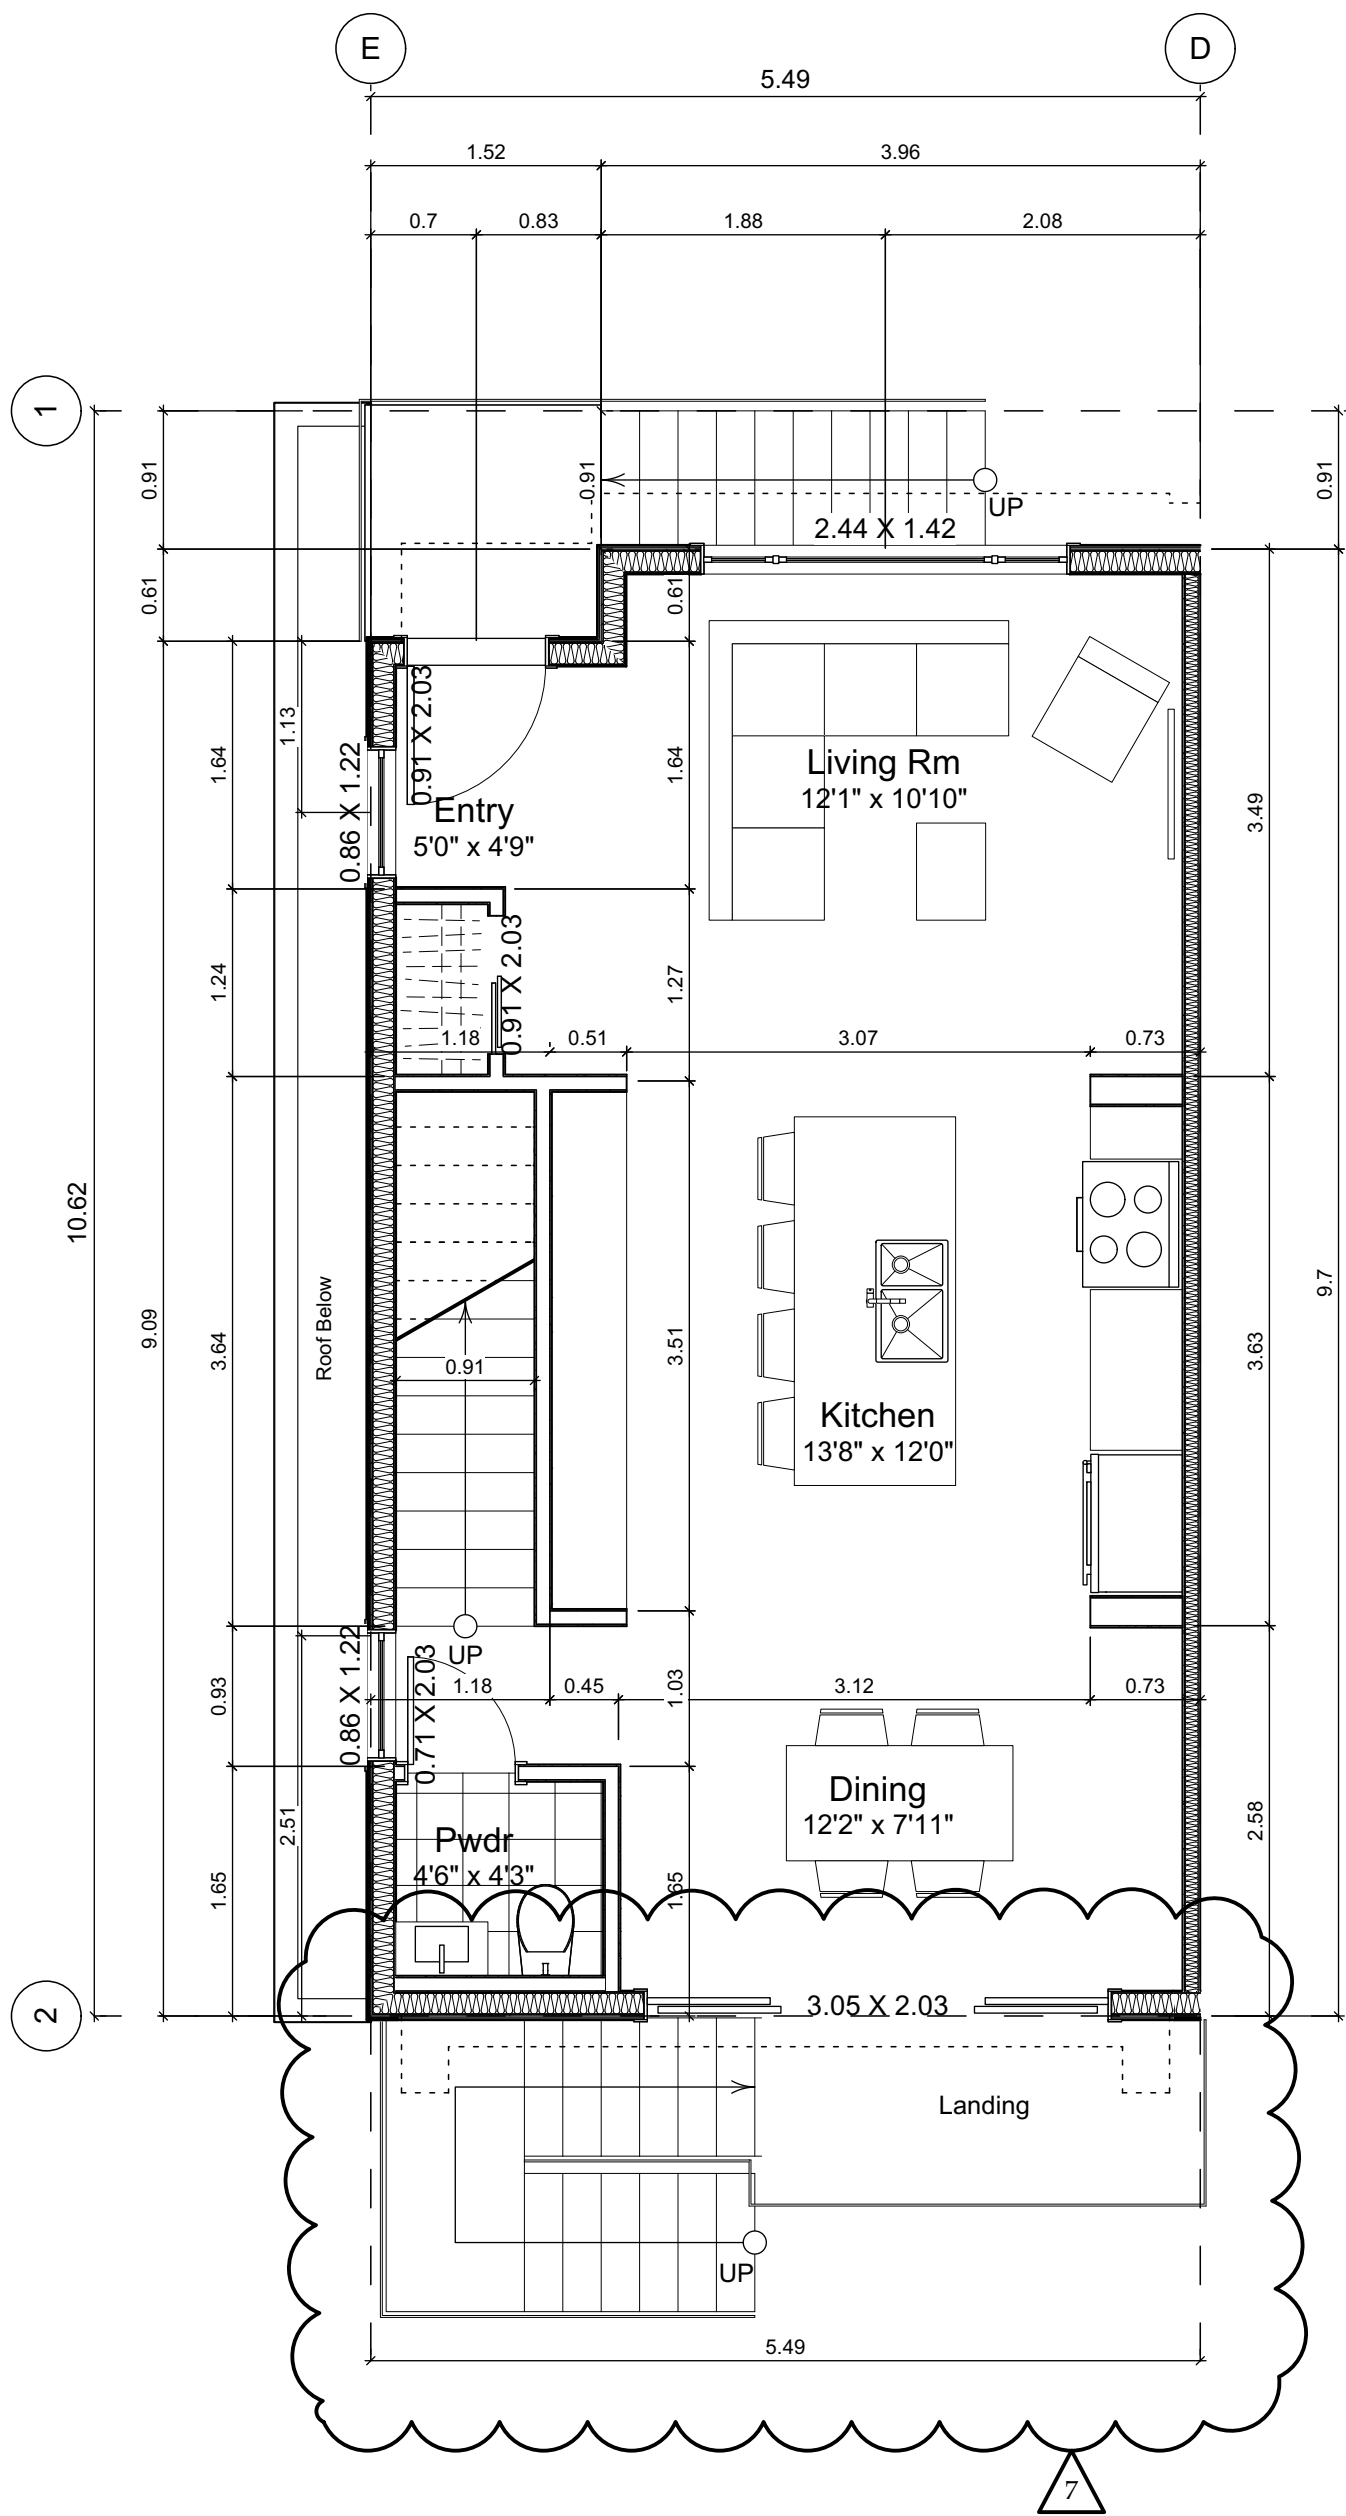 E
D
5.49
1.52
3.96
0.7
0.83
1.88
2.08
1
0.91
0.91
0.91
UP
2.44 X 1.42
0.61
0.61
0.91 X 2.03
1.13
1.64
1.64
Living Rm
12'1" x 10'10"
0.86 X 1.22
Entry
5'0" x 4'9"
3.49
0.91 X 2.03
1.24
1.27
1.18
0.51
3.07
0.73
10.62
9.09
Roof Below
3.64
0.91
3.51
9.7
3.63
Kitchen
13'8" x 12'0"
UP
0.86 X 1.22
0.71 X 2.03
0.93
1.18
0.45
1.03
3.12
0.73
Dining
12'2" x 7'11"
2.51
2.58
Pwdr
4'6" x 4'3"
1.65
1.65
2
3.05 X 2.03
Landing
UP
5.49
7